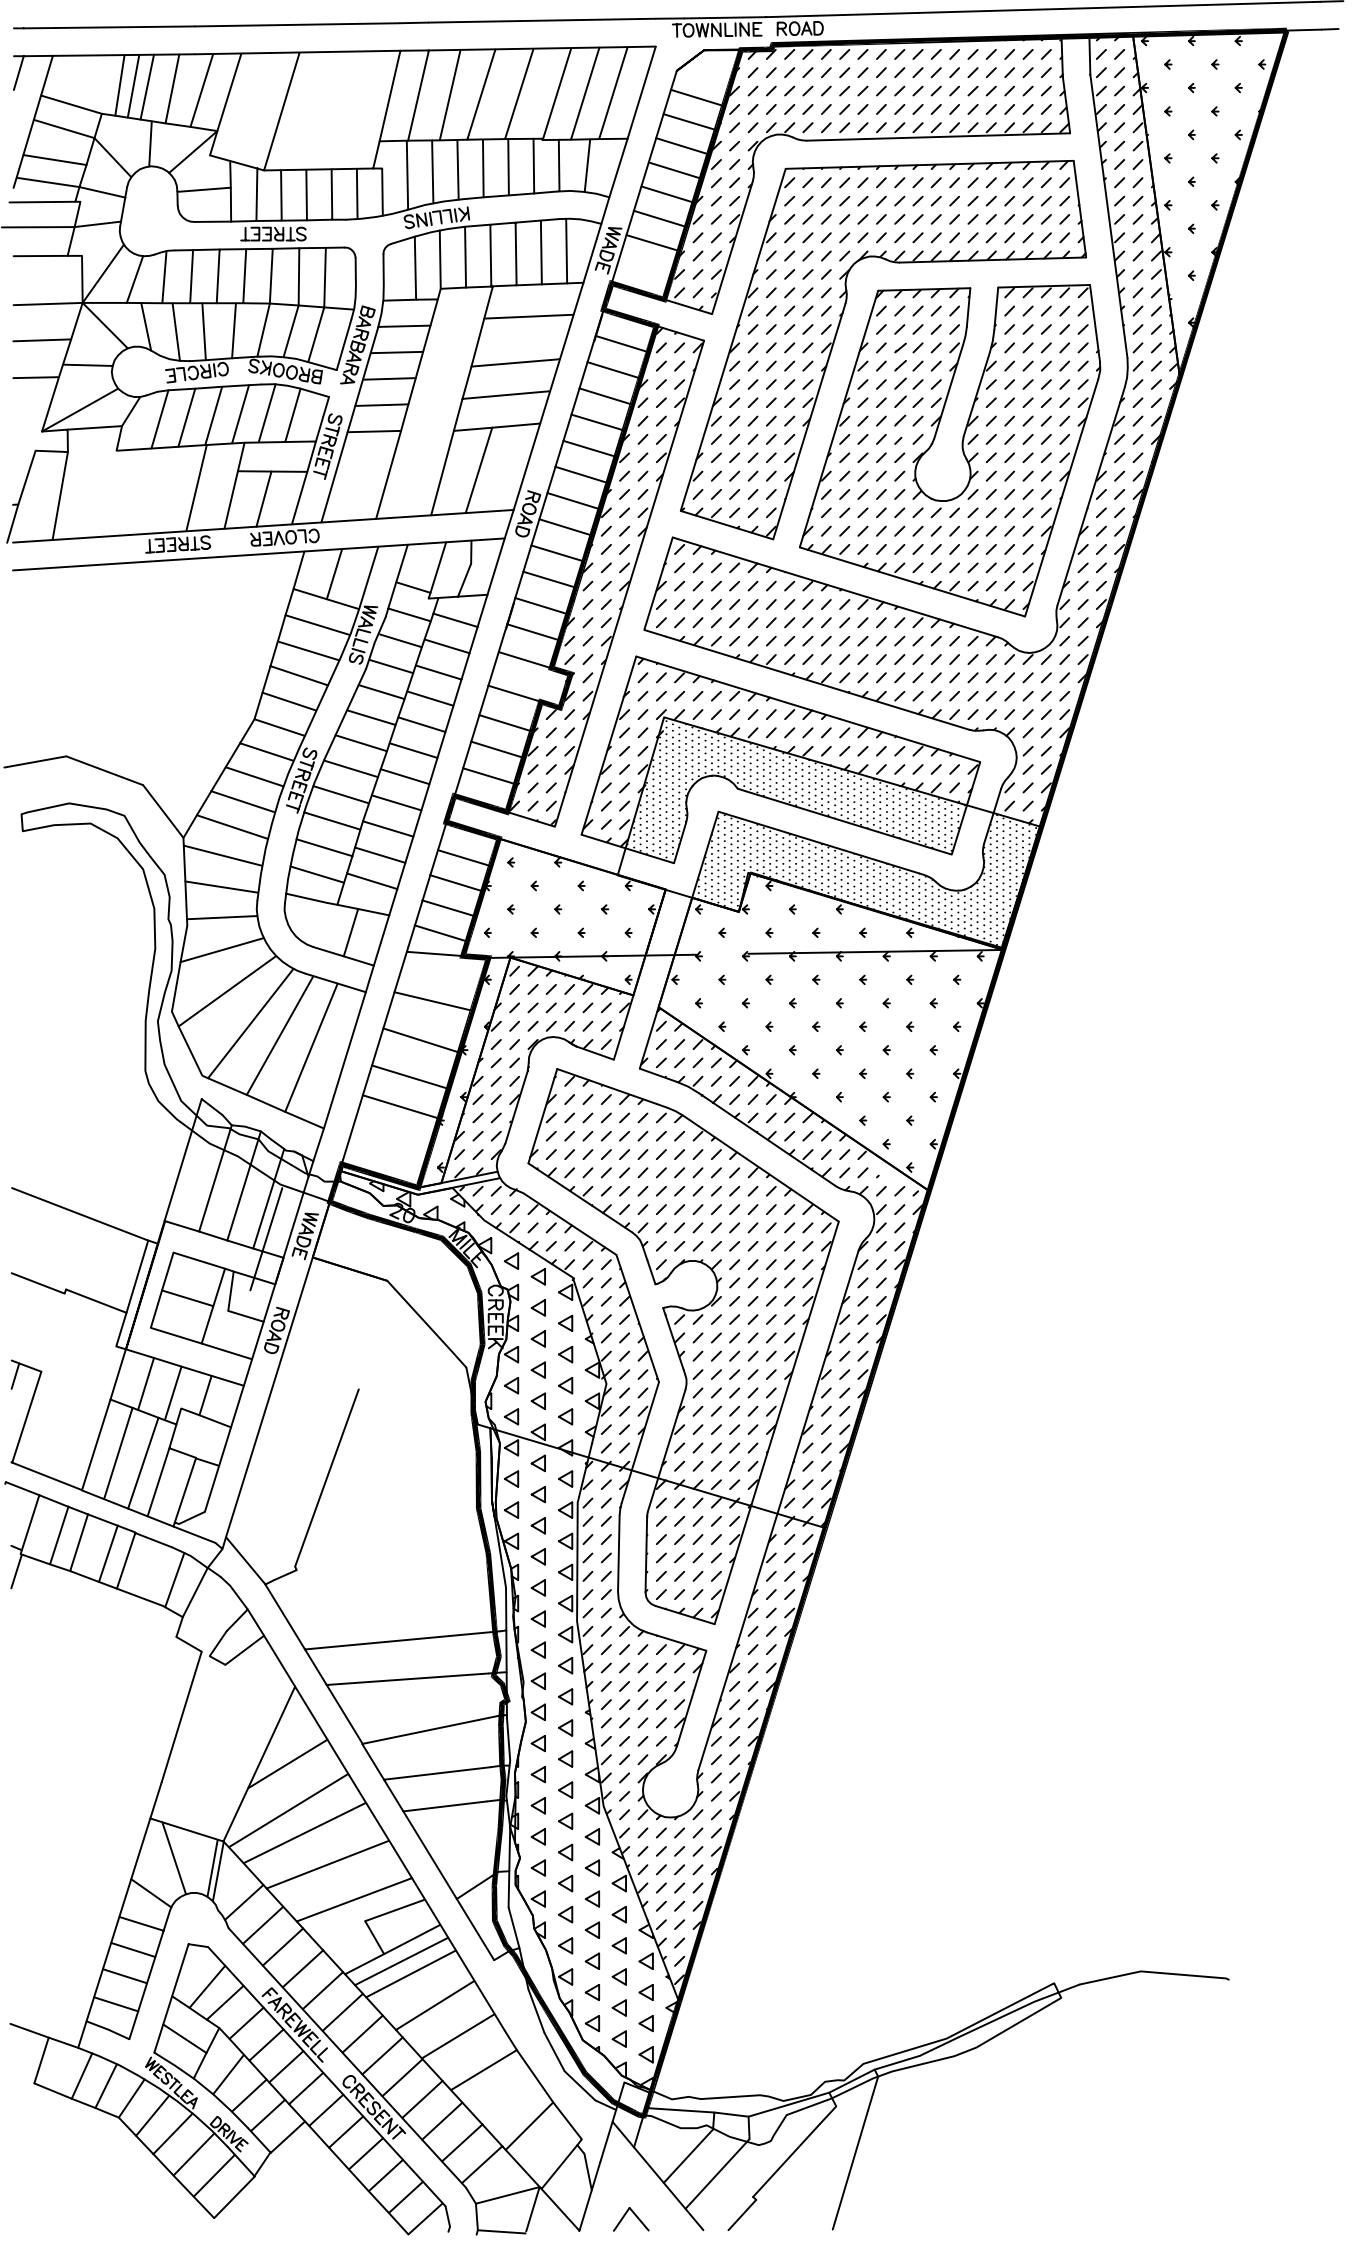 TOWNLINE ROAD
KILLINS
STREET
WADE
BARBARA
BROOKS CIRCLE
STREET
ROAD
CLOVER STREET
WALLIS
STREET
20
MILE
CREEK
WADE
ROAD
FAREWELL CRESENT
WESTLEA DRIVE